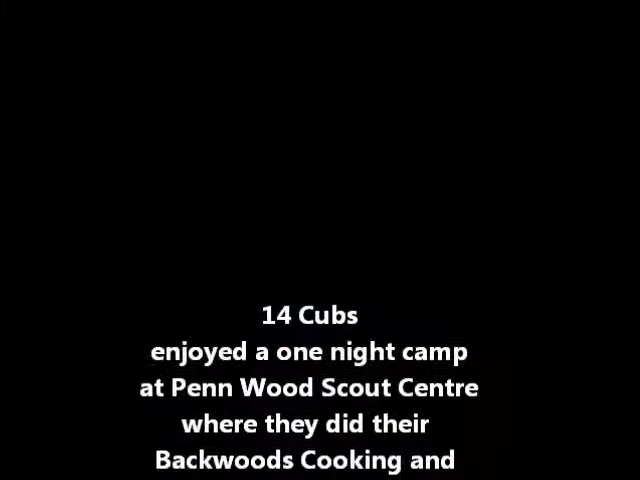 14 Cubs
enjoyed a one night camp
at Penn Wood Scout Centre
where they did their
Backwoods Cooking and